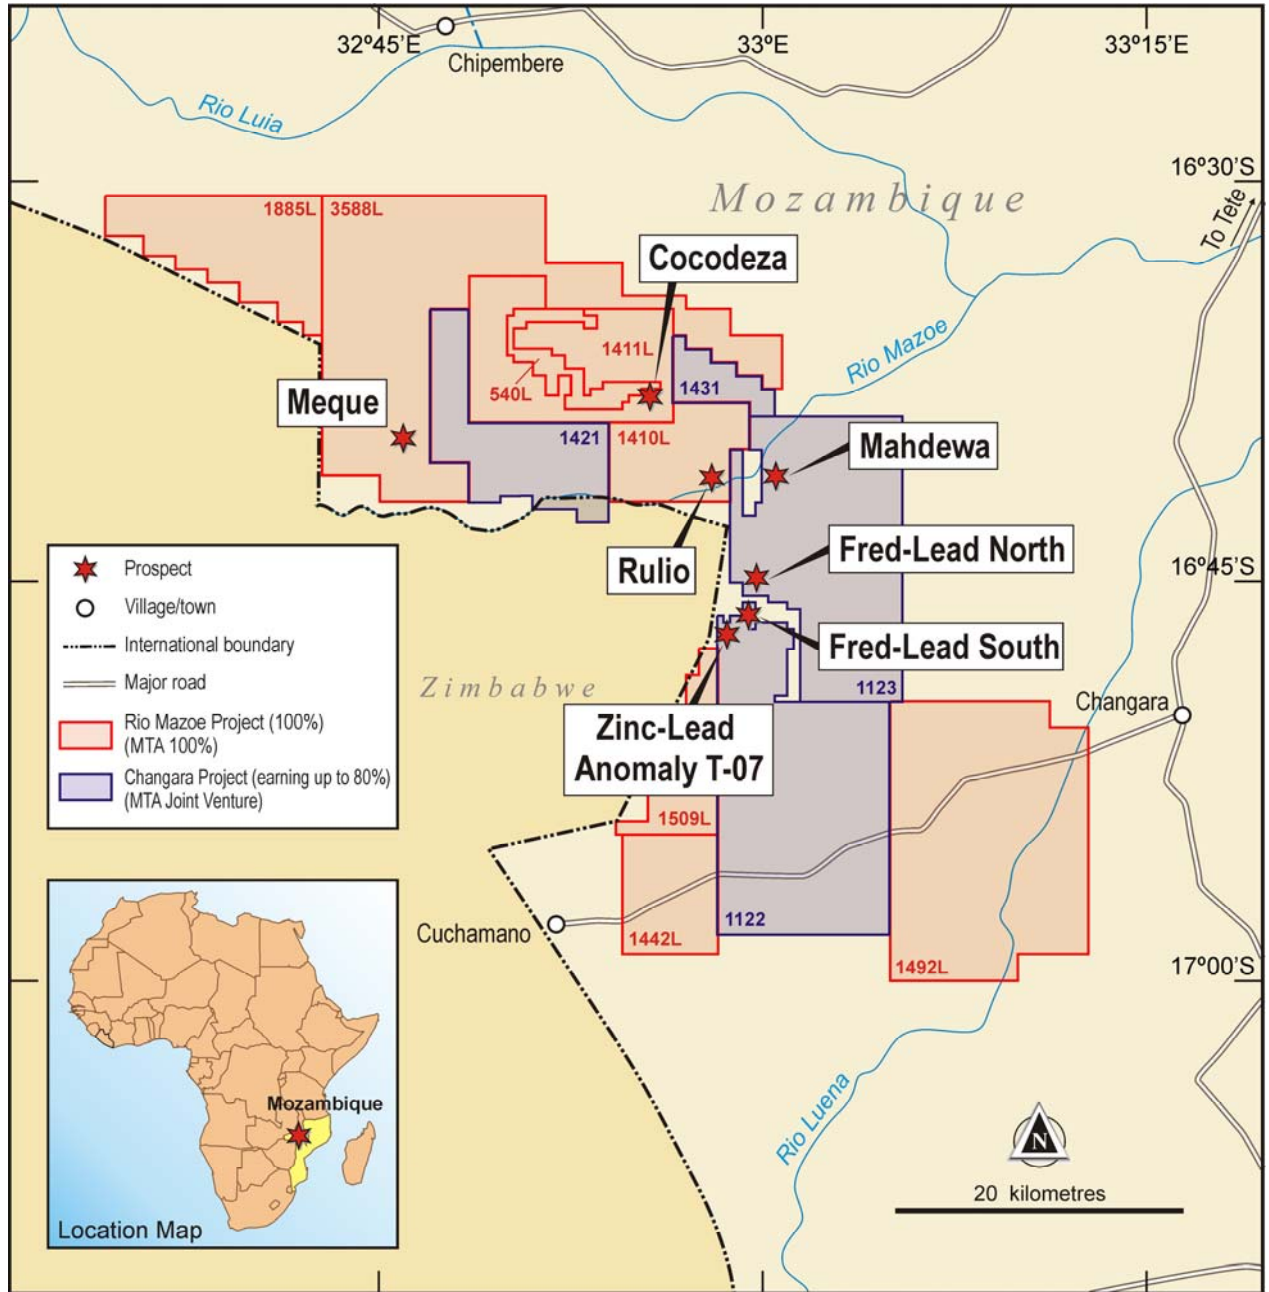 32º45’E
33ºE
33º15’E
Chipembere
Rio Luia
16º30’S
Mozambique
To Tete
1885L
3588L
Cocodeza
Rio Mazoe
1411L
540L
1431
Meque
1421
1410L
Mahdewa
Rulio
Fred-Lead North
16º45’S
Fred-Lead South
Zimbabwe
1123
Changara
Zinc-Lead
Anomaly T-07
1509L
Cuchamano
1442L
1122
1492L
17º00’S
Rio Luena
Prospect
Village/town
International boundary
Major road
Rio Mazoe Project (100%)
(MTA 100%)
Changara Project (earning up to 80%)
(MTA Joint Venture)
Mozambique
Location Map
N
20 kilometres